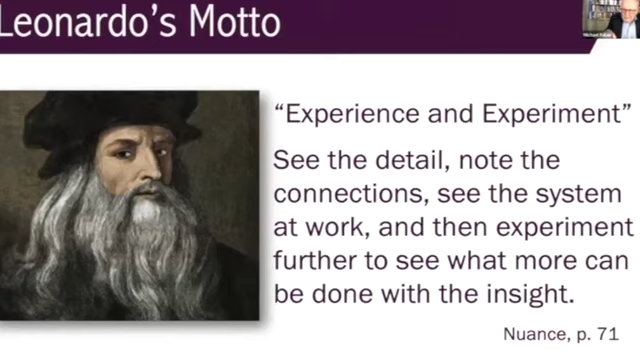 Leonardo's Motto
"Experience and Experiment"
See the detail, note the
connections, see the system
at work, and then experiment
further to see what more can
be done with the insight.
Nuance, p. 71